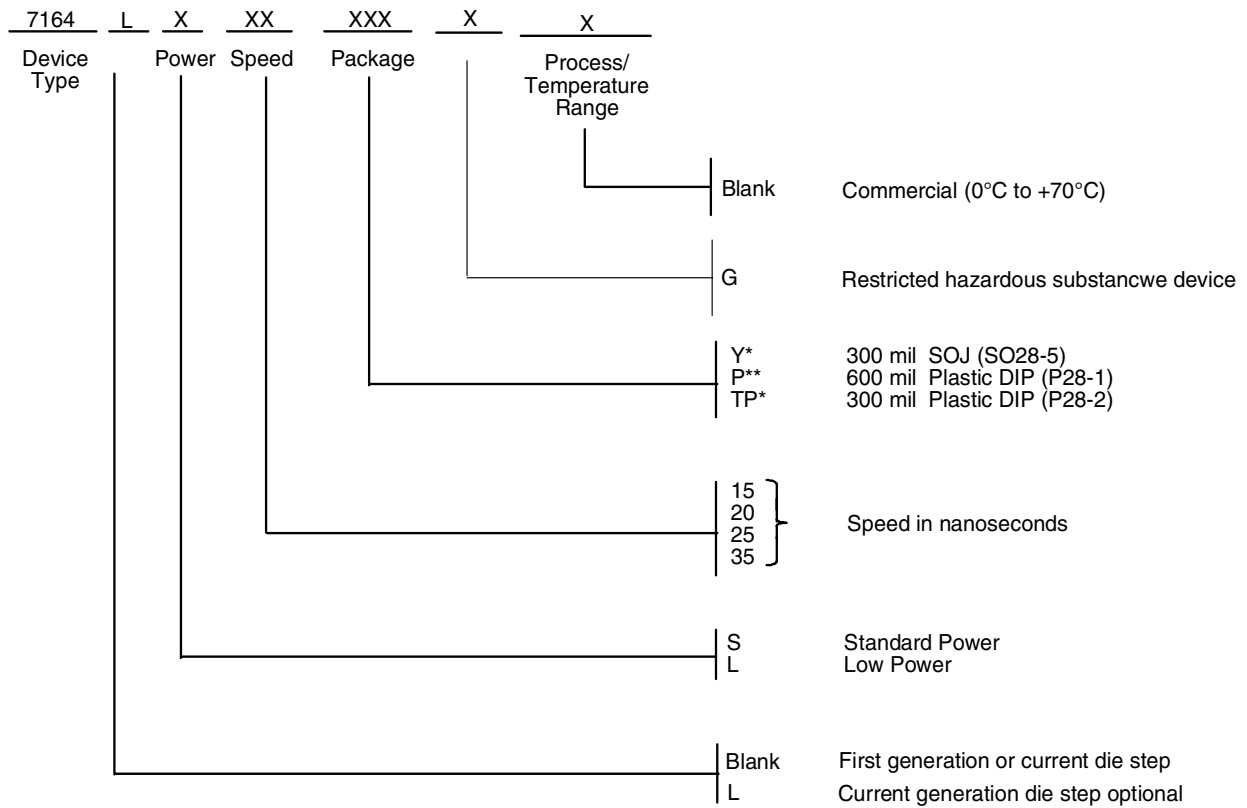 7164 L X XX XXX X X
Device Type
Power
Speed
Package
Process/
Temperature
Range
Blank Commercial (0°C to +70°C)
G Restricted hazardous substancwe device
Y* 300 mil SOJ (SO28-5)
P** 600 mil Plastic DIP (P28-1)
TP* 300 mil Plastic DIP (P28-2)
15
20
25
35
Speed in nanoseconds
S Standard Power
L Low Power
Blank First generation or current die step
L Current generation die step optional